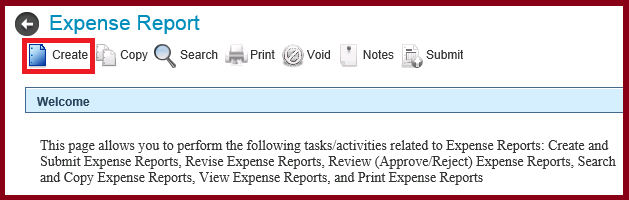 Expense Report
Create Copy Search Print Void Notes Submit
Welcome
This page allows you to perform the following tasks/activities related to Expense Reports: Create and
Submit Expense Reports, Revise Expense Reports, Review (Approve/Reject) Expense Reports, Search
and Copy Expense Reports, View Expense Reports, and Print Expense Reports